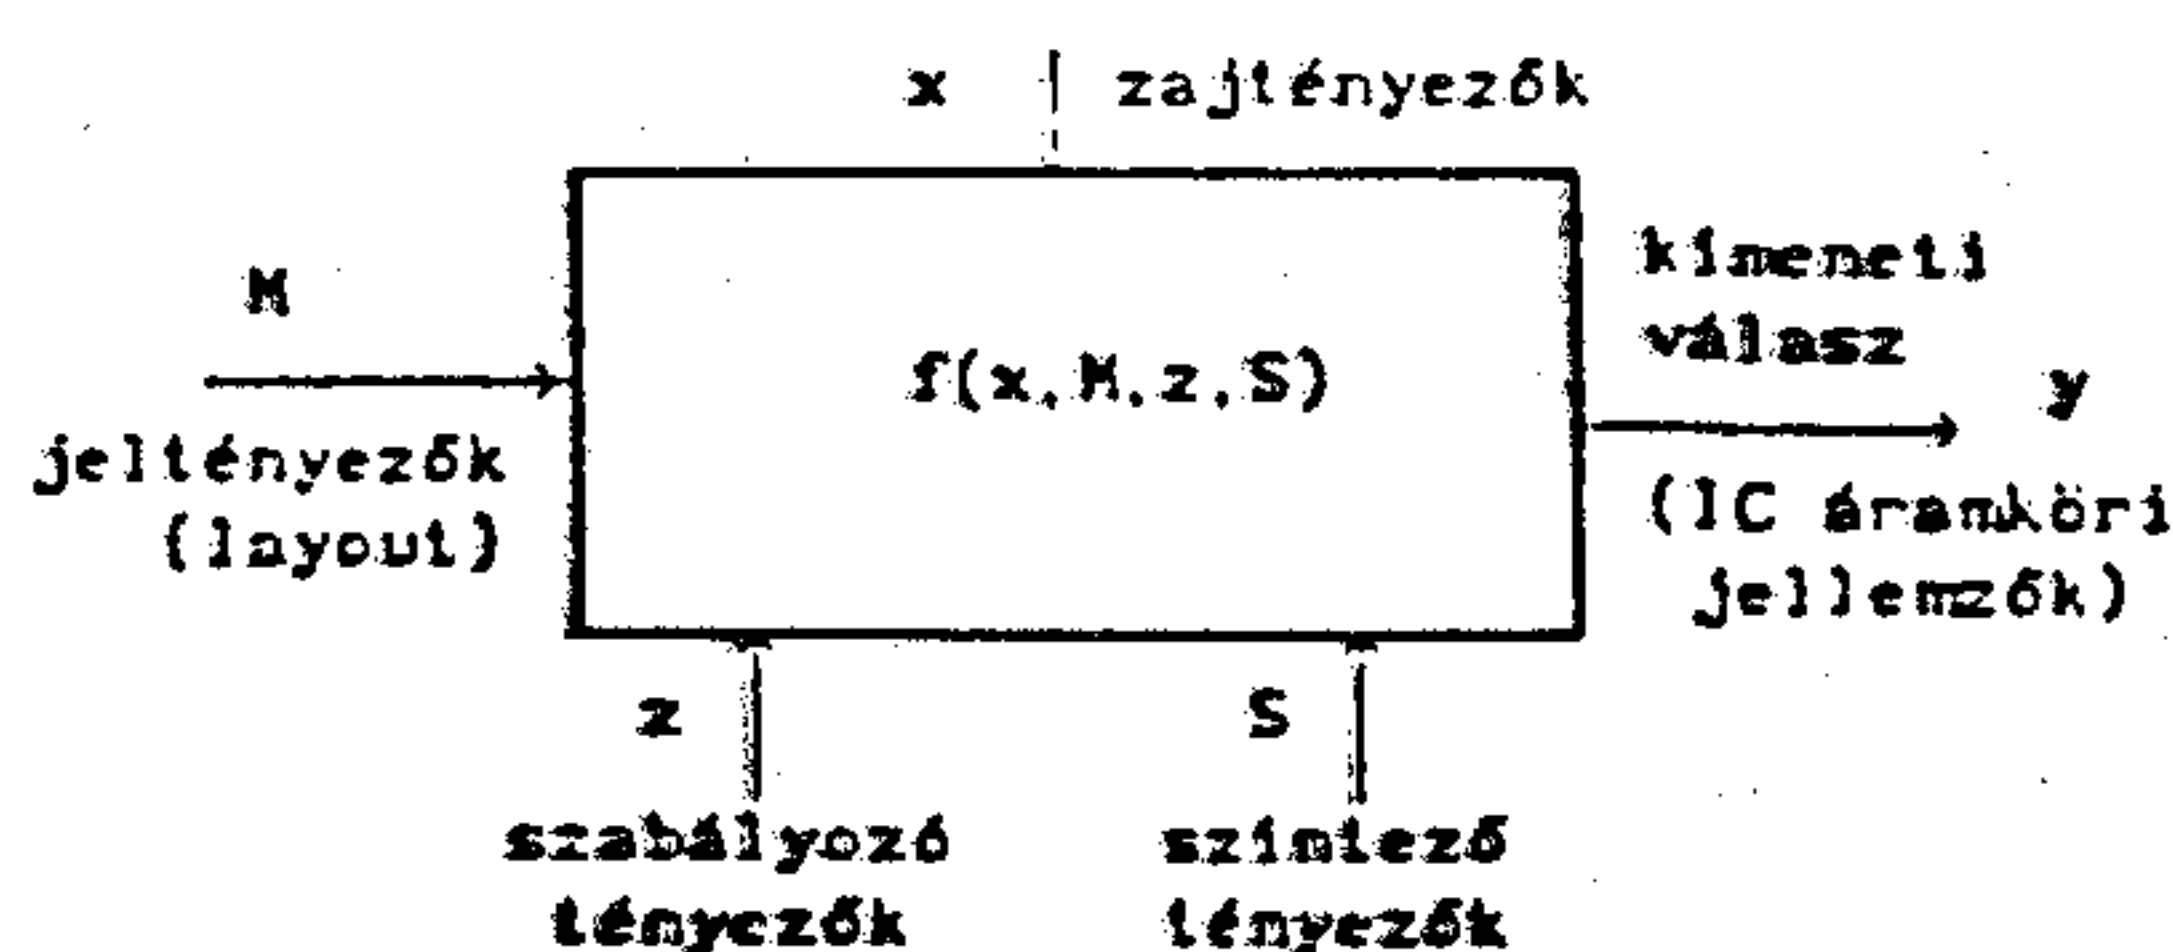 x zajtényezők
M
kimeneti
válasz
f(x,M,z,S)
y
jeltényezők
(layout)
(IC áramköri
jellemzők)
z
S
szabályozó
tényezők
szintező
tényezők